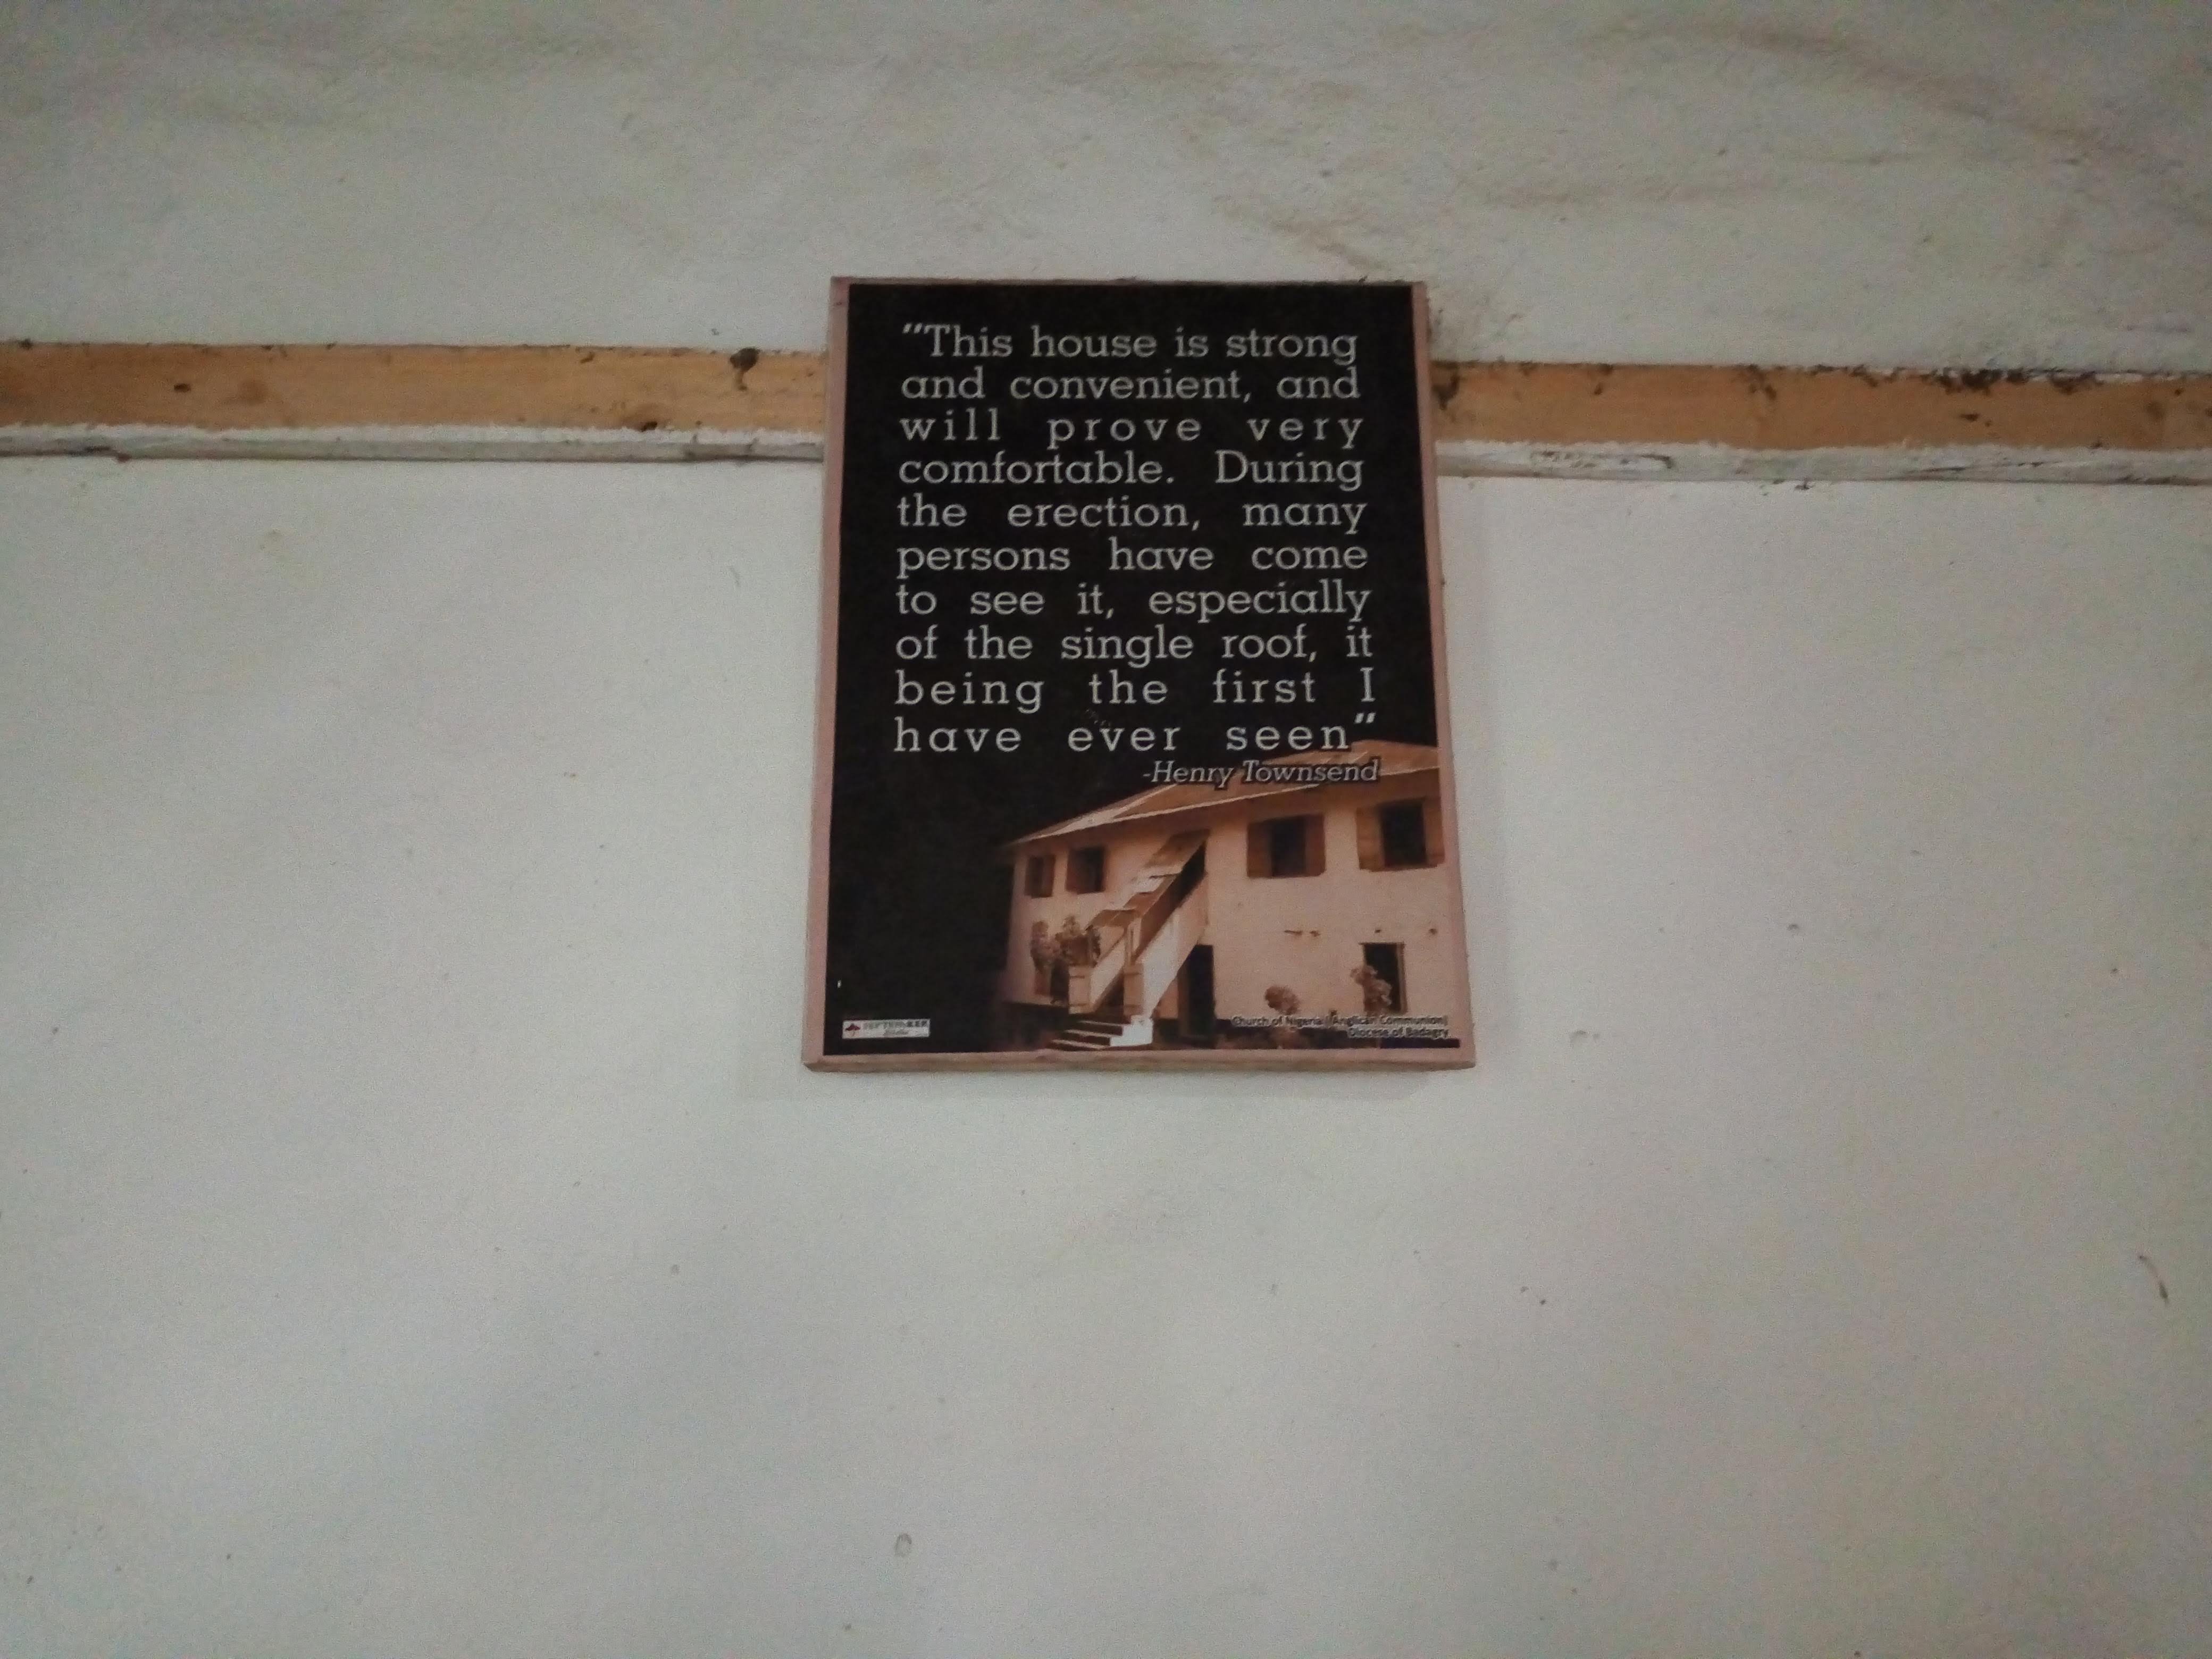 "This house is strong
and convenient, and
will prove very
comfortable. During
the erection, many
persons have come
to see it, especially
of the single roof, it
being the first I
have ever seen"
-Henry Townsend
Church of Nigeria (Anglican Communion)
Diocese of Badagry